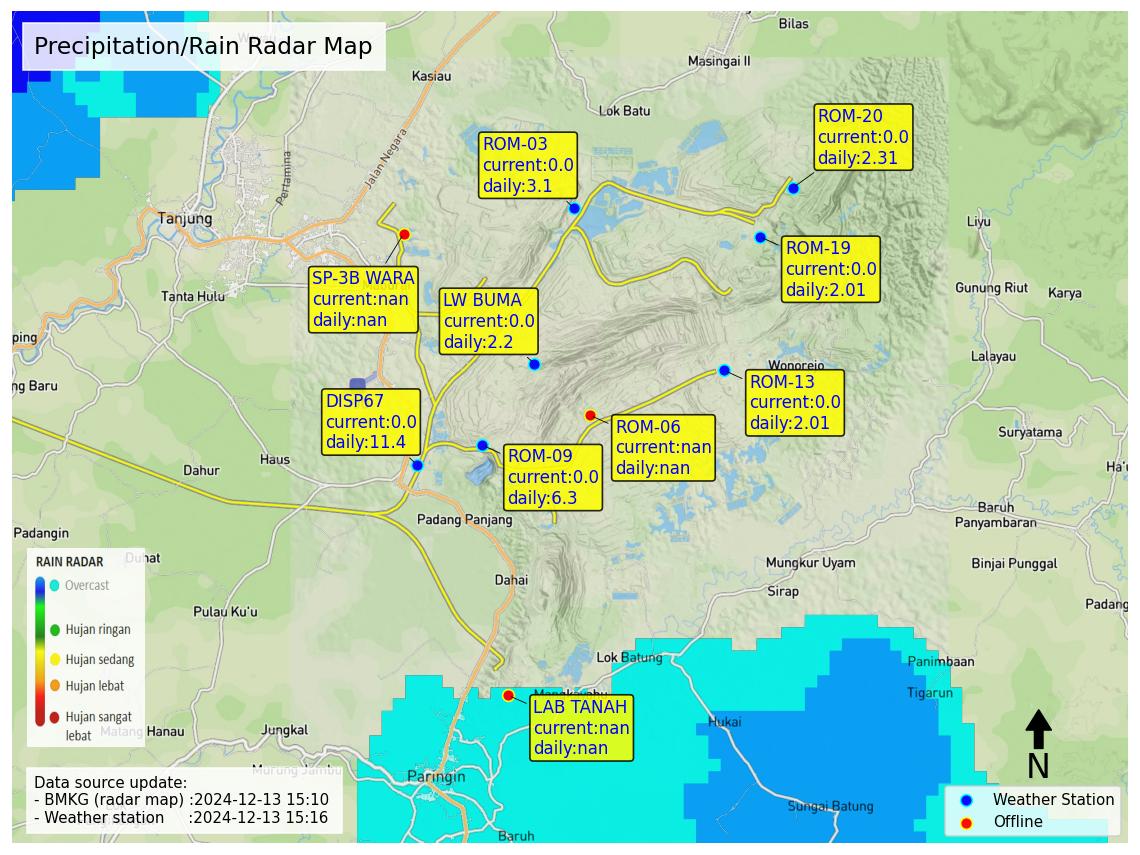 Precipitation/Rain Radar Map
Bilas
Masingai II
Kasiau
Lok Batu
Jalan Negara
Pertamina
Tanjung
Tanta Hulu
ROM-20
current:0.0
daily:2.31
ROM-03
current:0.0
daily:3.1
ROM-19
current:0.0
daily:2.01
SP-3B WARA
current:nan
daily:nan
LW BUMA
current:0.0
daily:2.2
Liyu
Gunung Riut
Karya
Lalayau
ping
ng Baru
Wonorejo
ROM-13
current:0.0
daily:2.01
DISP67
current:0.0
daily:11.4
ROM-06
current:nan
daily:nan
ROM-09
current:0.0
daily:6.3
Suryatama
Ha'u
Haus
Dahur
Padang Panjang
Baruh
Panyambaran
Padangin
Duhat
Binjai Punggal
Mungkur Uyam
Dahai
Sirap
Padang
Pulau Ku'u
RAIN RADAR
Overcast
Hujan ringan
Hujan sedang
Hujan lebat
Hujan sangat
lebat
Lok Batung
Panimbaan
Tigarun
Mangkayahu
LAB TANAH
current:nan
daily:nan
Hukai
Matang Hanau
Jungkal
Murung Jambu
Paringin
Sungai Batung
Baruh
N
Data source update:
- BMKG (radar map) :2024-12-13 15:10
- Weather station :2024-12-13 15:16
Weather Station
Offline